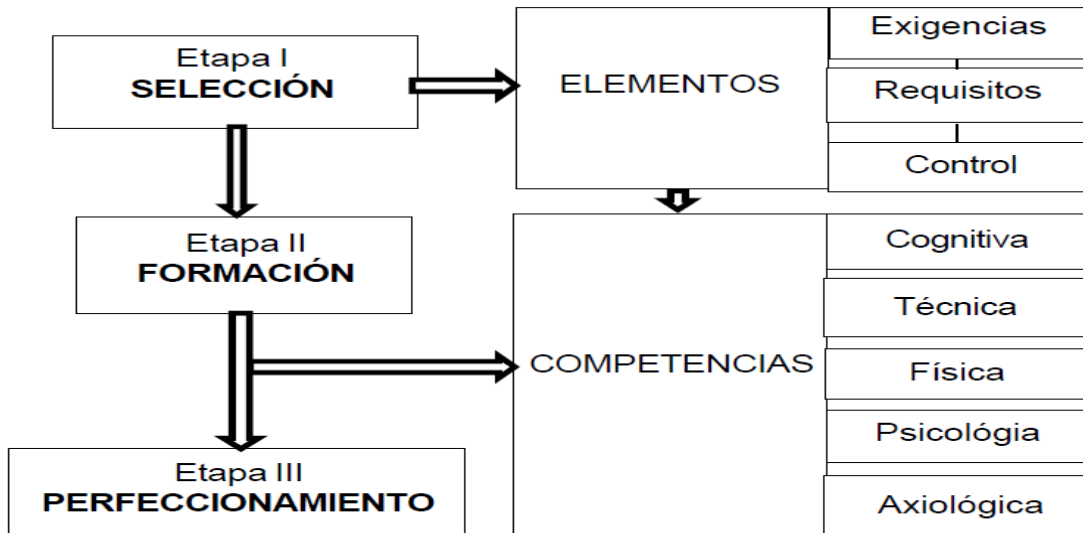 Etapa I
SELECCIÓN
ELEMENTOS
Exigencias
Requisitos
Control
Etapa II
FORMACIÓN
COMPETENCIAS
Cognitiva
Técnica
Física
Psicológia
Axiológica
Etapa III
PERFECCIONAMIENTO